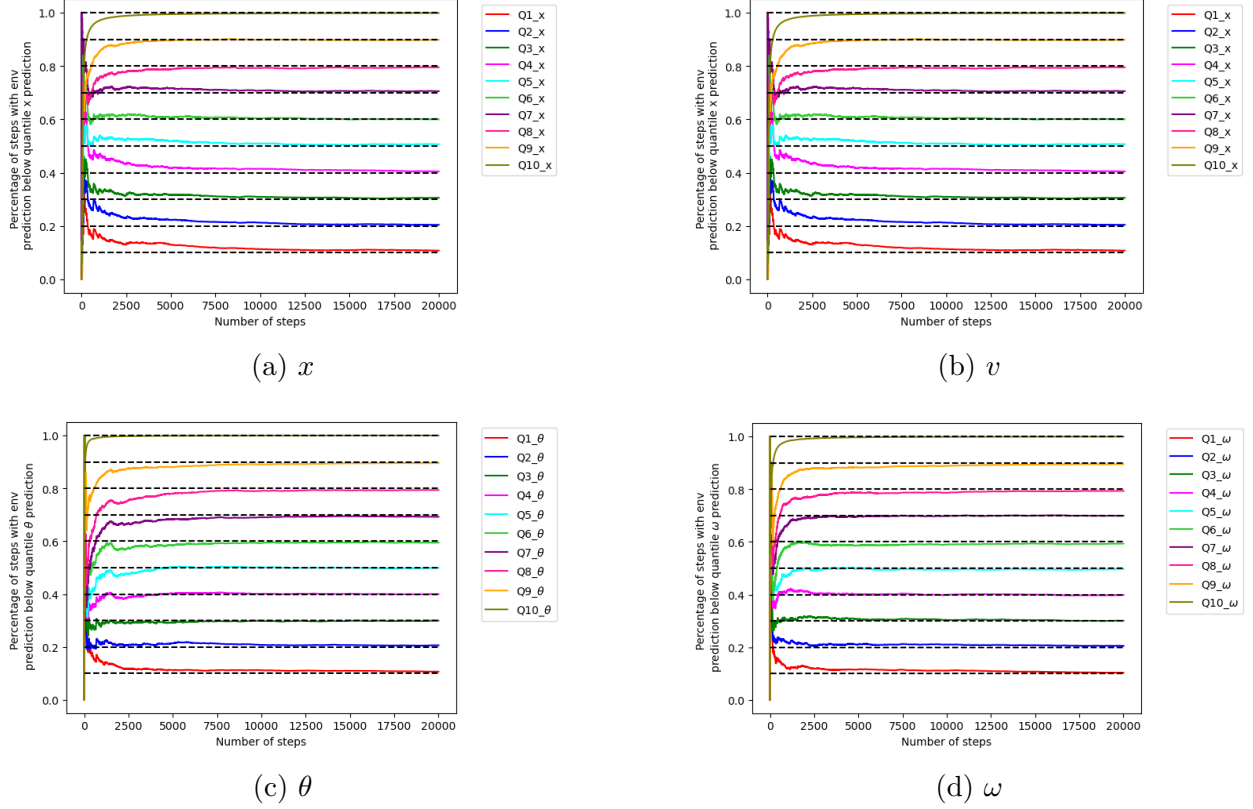 Percentage of steps with env
prediction below quantile x prediction
1.0
0.8
0.6
0.4
0.2
0.0
0 2500 5000 7500 10000 12500 15000 17500 20000
Number of steps
Q1_x
Q2_x
Q3_x
Q4_x
Q5_x
Q6_x
Q7_x
Q8_x
Q9_x
Q10_x
(a) x
Percentage of steps with env
prediction below quantile x prediction
1.0
0.8
0.6
0.4
0.2
0.0
0 2500 5000 7500 10000 12500 15000 17500 20000
Number of steps
Q1_x
Q2_x
Q3_x
Q4_x
Q5_x
Q6_x
Q7_x
Q8_x
Q9_x
Q10_x
(b) v
Percentage of steps with env
prediction below quantile θ prediction
1.0
0.8
0.6
0.4
0.2
0.0
0 2500 5000 7500 10000 12500 15000 17500 20000
Number of steps
Q1_θ
Q2_θ
Q3_θ
Q4_θ
Q5_θ
Q6_θ
Q7_θ
Q8_θ
Q9_θ
Q10_θ
(c) θ
Percentage of steps with env
prediction below quantile ω prediction
1.0
0.8
0.6
0.4
0.2
0.0
0 2500 5000 7500 10000 12500 15000 17500 20000
Number of steps
Q1_ω
Q2_ω
Q3_ω
Q4_ω
Q5_ω
Q6_ω
Q7_ω
Q8_ω
Q9_ω
Q10_ω
(d) ω